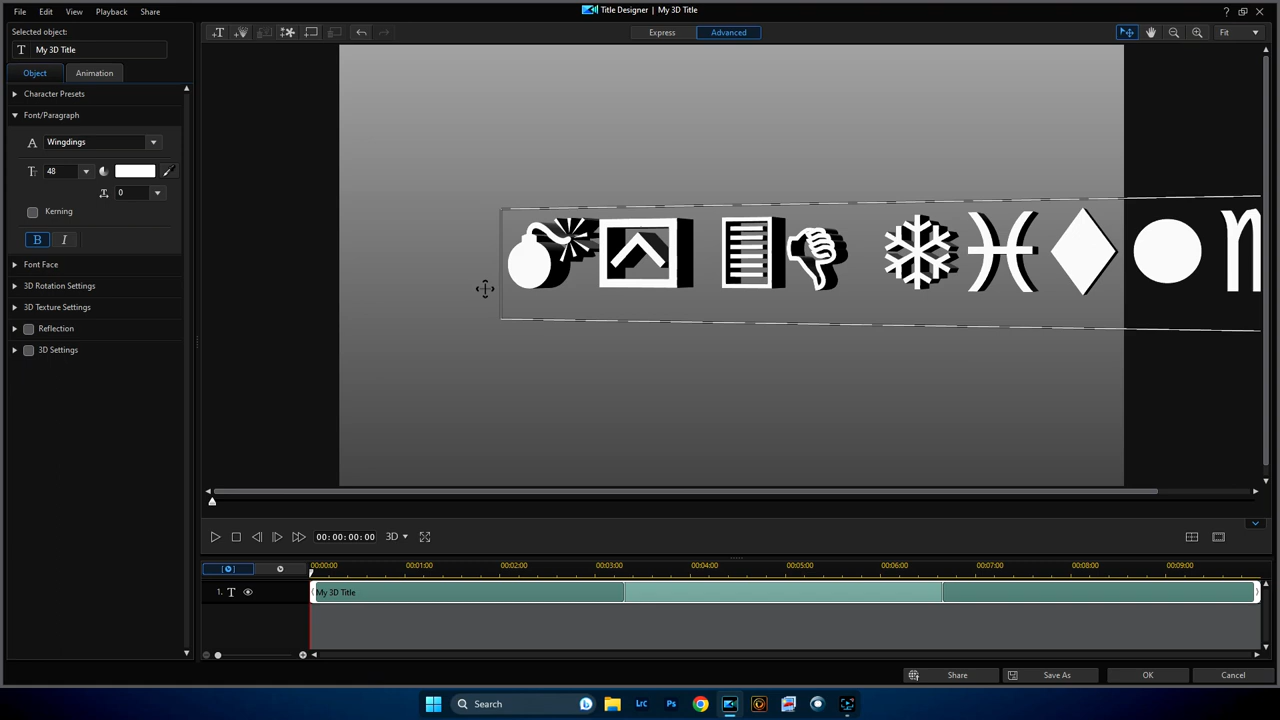 File Edit View Playback Share
Title Designer | My 3D Title
?
Selected object:
T My 3D Title
Express Advanced
Fit
Object Animation
Character Presets
Font/Paragraph
Wingdings
48
0
Kerning
B I
Font Face
3D Rotation Settings
3D Texture Settings
Reflection
3D Settings
00:00:00:00 3D
00:00:00 00:01:00 00:02:00 00:03:00 00:04:00 00:05:00 00:06:00 00:07:00 00:08:00 00:09:00
1. T My 3D Title
Share Save As OK Cancel
Search Lrc Ps